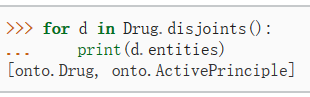 >>> for d in Drug.disjoints():
...     print(d.entities)
[onto.Drug, onto.ActivePrinciple]